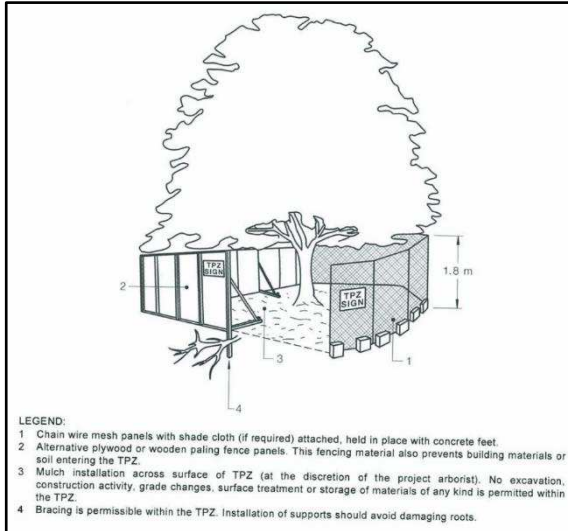 TPZ
SIGN
1.8 m
2
TPZ
SIGN
3
1
4
LEGEND:
1 Chain wire mesh panels with shade cloth (if required) attached, held in place with concrete feet.
2 Alternative plywood or wooden paling fence panels. This fencing material also prevents building materials or
soil entering the TPZ.
3 Mulch installation across surface of TPZ (at the discretion of the project arborist). No excavation,
construction activity, grade changes, surface treatment or storage of materials of any kind is permitted within
the TPZ.
4 Bracing is permissible within the TPZ. Installation of supports should avoid damaging roots.